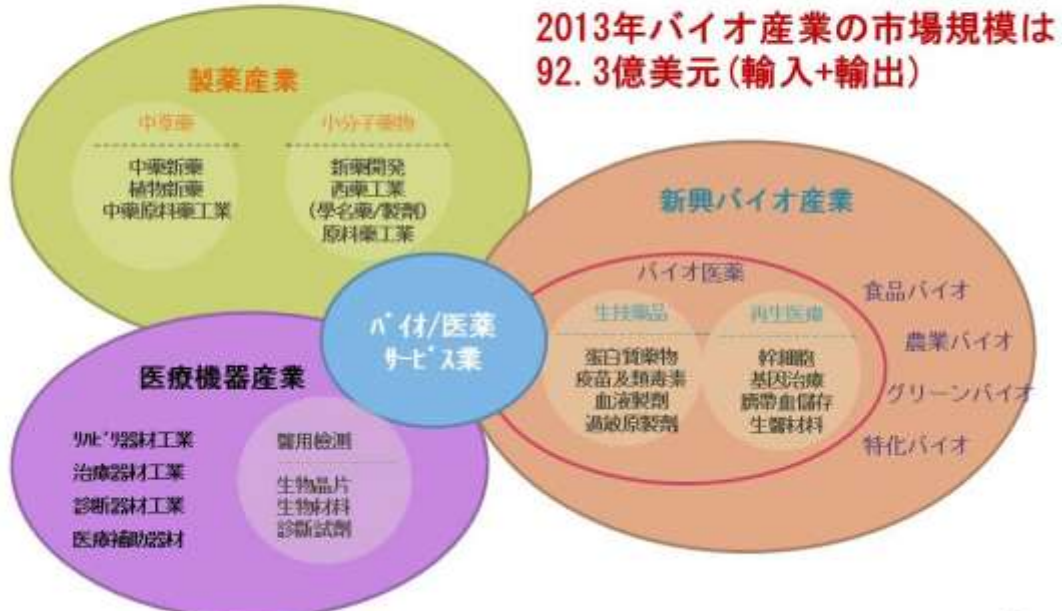 2013年バイオ産業の市場規模は
92.3億美元(輸入+輸出)
製薬産業
中草薬
中藥新藥
植物新藥
中藥原料藥工業
小分子薬物
新藥開発
西藥工業
(學名藥/製劑)
原料藥工業
バイオ/医薬
サービス業
新興バイオ産業
バイオ医薬
生技藥品
蛋白質藥物
疫苗及類毒素
血液製劑
過敏原製劑
再生医療
幹細胞
基因治療
臍帶血儲存
生醫材料
食品バイオ
農業バイオ
グリーンバイオ
特化バイオ
医療機器産業
リハビリ器材工業
治療器材工業
診断器材工業
医療補助器材
醫用檢測
生物晶片
生物材料
診斷試劑